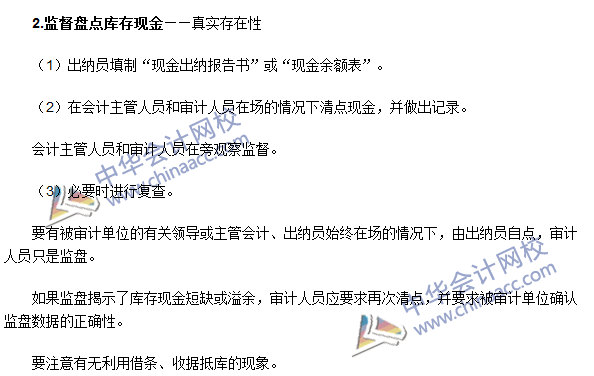 2.监督盘点库存现金——真实存在性
（1）出纳员填制“现金出纳报告书”或“现金余额表”。
（2）在会计主管人员和审计人员在场的情况下清点现金，并做出记录。
会计主管人员和审计人员在旁观察监督。
（3）必要时进行复查。
要有被审计单位的有关领导或主管会计、出纳员始终在场的情况下，由出纳员自点，审计
人员只是监盘。
如果监盘揭示了库存现金短缺或溢余，审计人员应要求再次清点，并要求被审计单位确认
监盘数据的正确性。
要注意有无利用借条、收据抵库的现象。
中华会计网校
www.chinaacc.com
中华会计网校
www.chinaacc.com